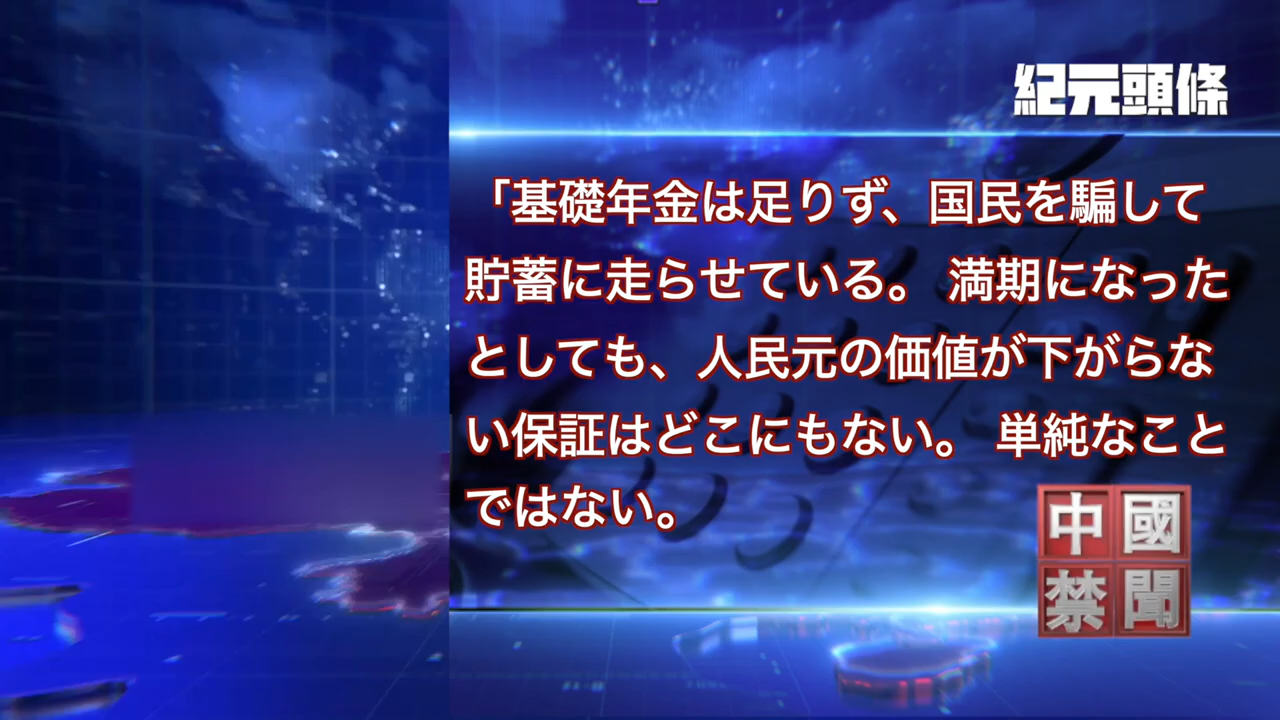 紀元頭條
「基礎年金は足りず、国民を騙して
貯蓄に走らせている。 満期になった
としても、人民元の価値が下がらな
い保証はどこにもない。 単純なこと
ではない。
中國
禁聞